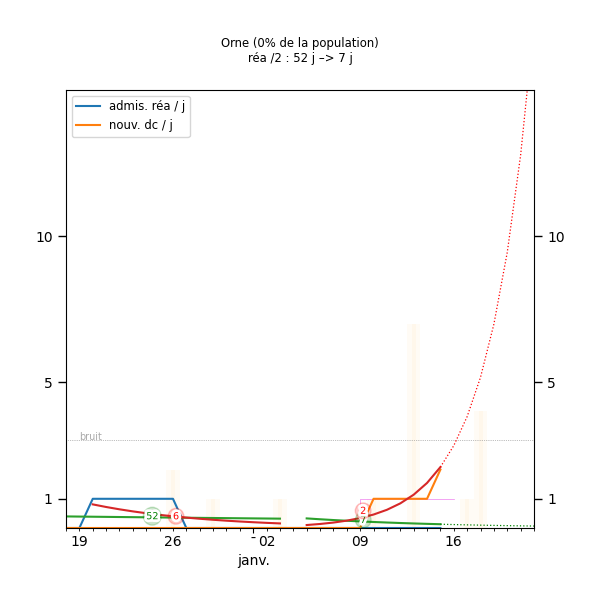 Orne (0% de la population)
réa /2 : 52 j –> 7 j
admis. réa / j
nouv. dc / j
10 10
5 5
bruit
1 1
52 6 2 7
19 26 - 02 09 16
janv.